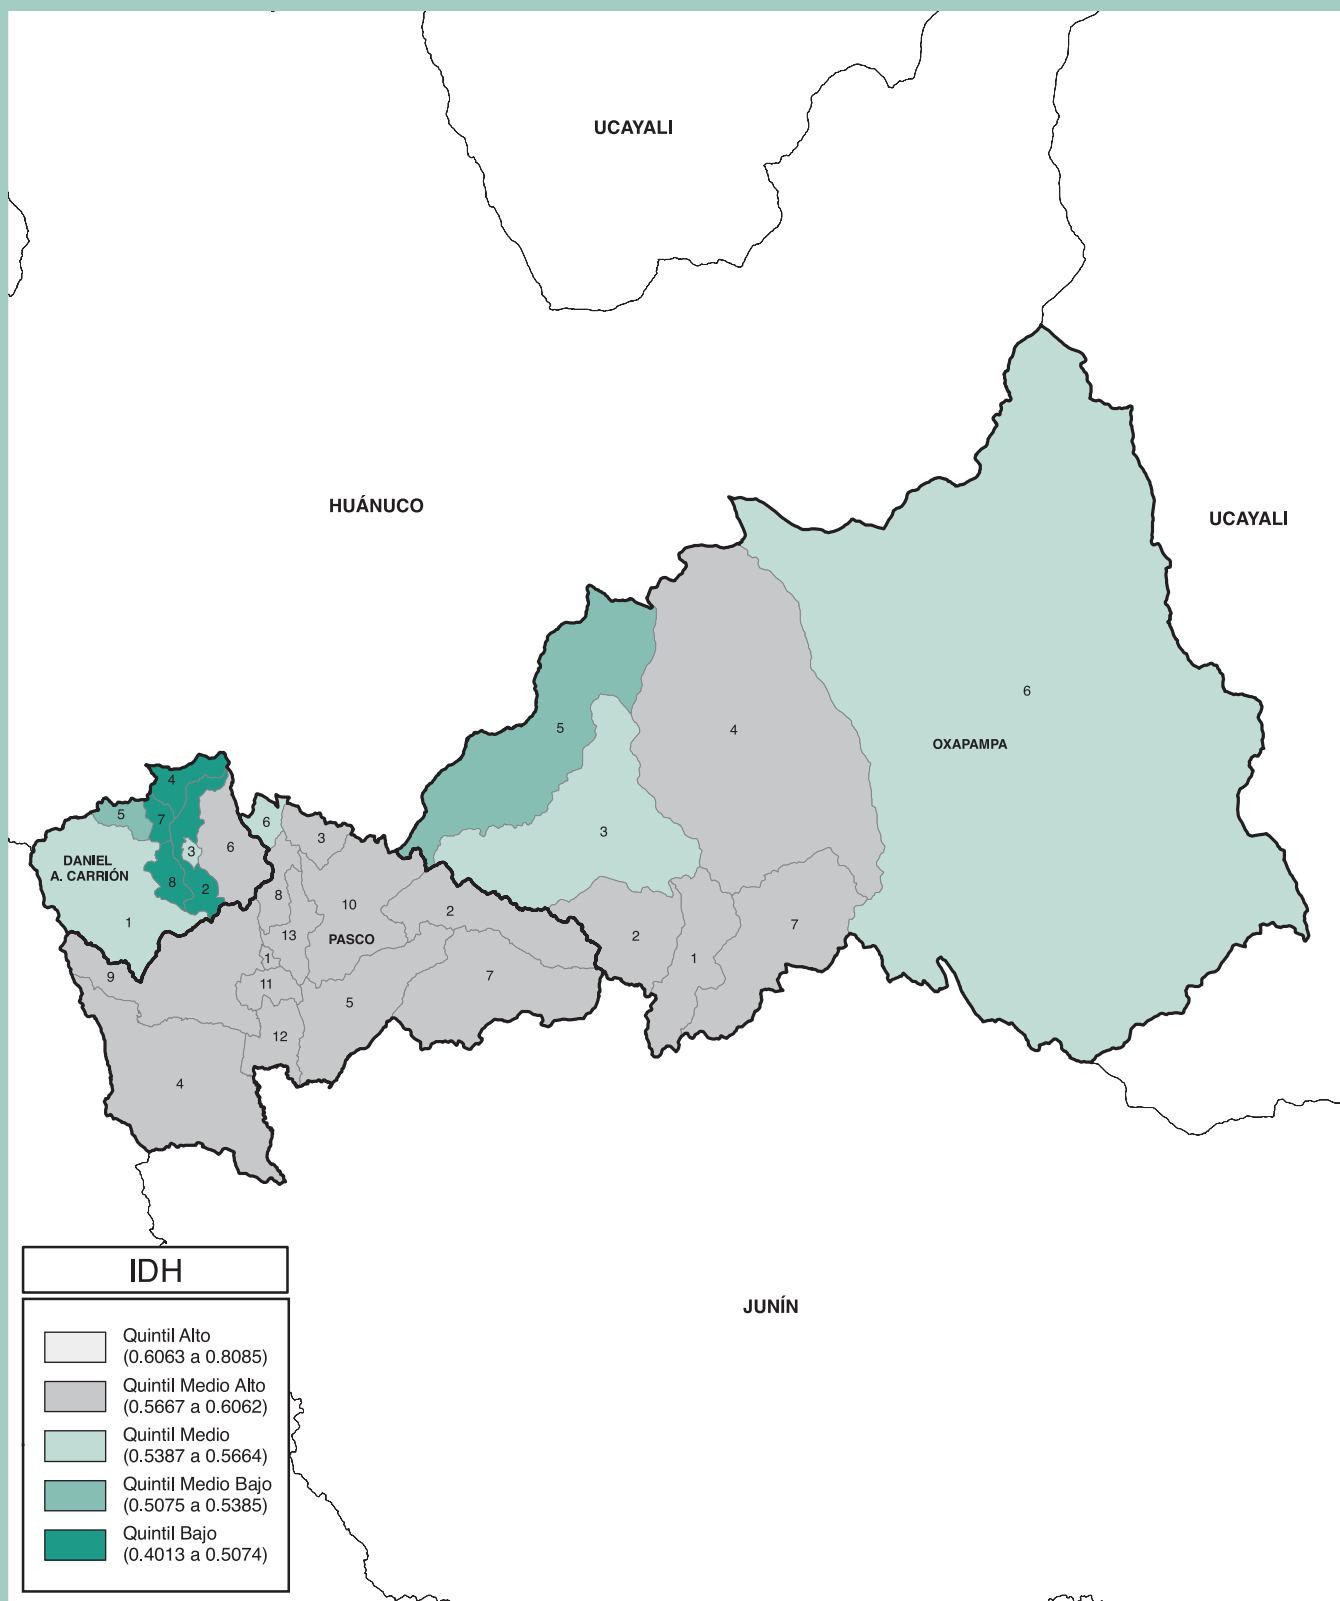 UCAYALI
HUÁNUCO
UCAYALI
6
5
4
OXAPAMPA
4
5
7
6
3
3
3
6
DANIEL
A. CARRIÓN
8
2
8
10
2
1
2
7
13
PASCO
1
1
9
11
7
5
12
4
IDH
JUNÍN
Quintil Alto
(0.6063 a 0.8085)
Quintil Medio Alto
(0.5667 a 0.6062)
Quintil Medio
(0.5387 a 0.5664)
Quintil Medio Bajo
(0.5075 a 0.5385)
Quintil Bajo
(0.4013 a 0.5074)